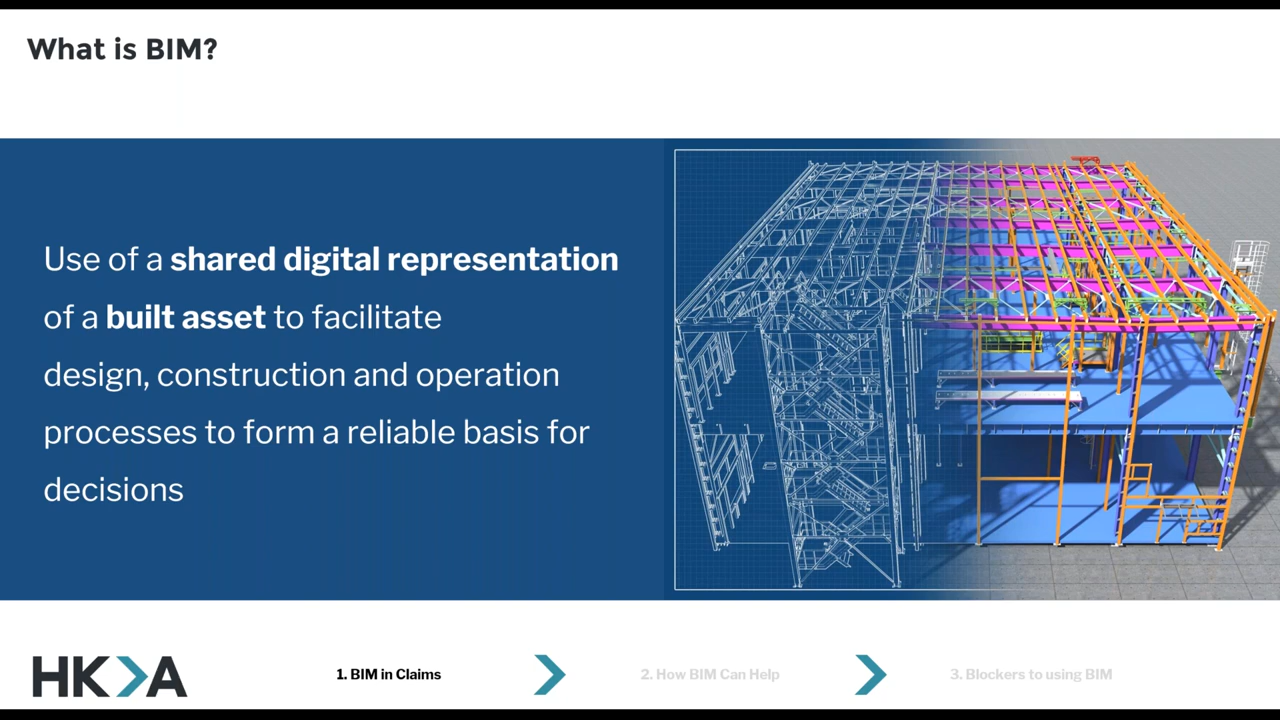 What is BIM?
Use of a shared digital representation
of a built asset to facilitate
design, construction and operation
processes to form a reliable basis for
decisions
HKA
1. BIM in Claims
2. How BIM Can Help
3. Blockers to using BIM